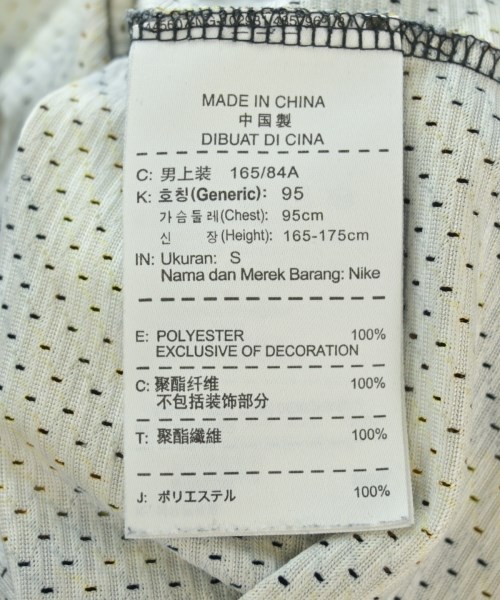 MADE IN CHINA
中国製
DIBUAT DI CINA
C: 男上装 165/84A
K: 호칭(Generic): 95
가슴둘레(Chest): 95cm
신 장(Height): 165-175cm
IN: Ukuran: S
Nama dan Merek Barang: Nike
E: POLYESTER 100%
EXCLUSIVE OF DECORATION
C: 聚酯纤维 100%
不包括装饰部分
T: 聚酯纖維 100%
J: ポリエステル 100%